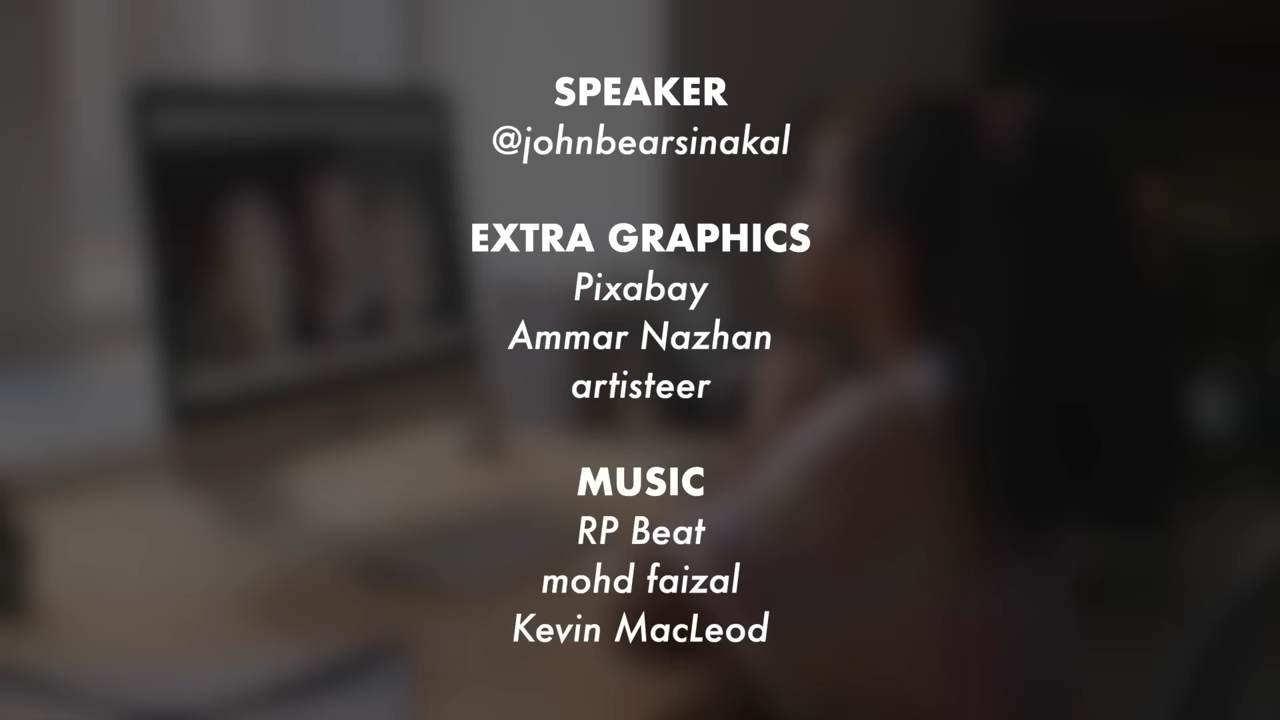 SPEAKER
@johnbearsinakal
EXTRA GRAPHICS
Pixabay
Ammar Nazhan
artisteer
MUSIC
RP Beat
mohd faizal
Kevin MacLeod